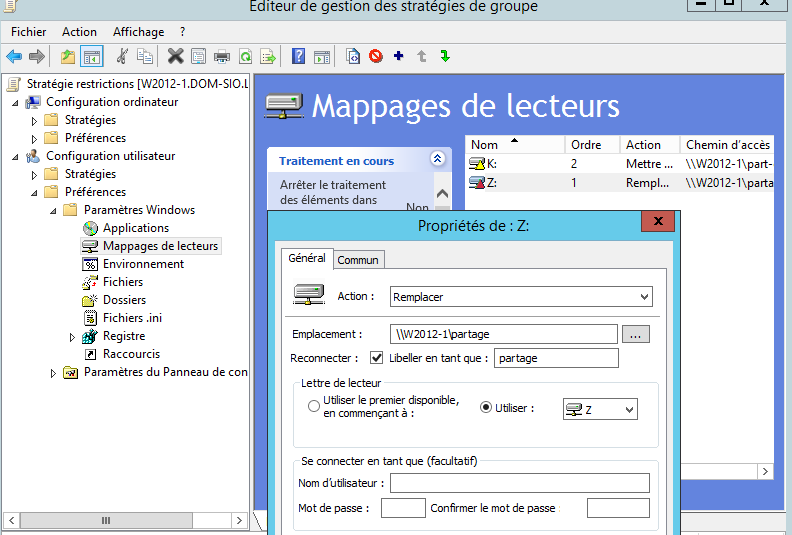 Editeur de gestion des stratégies de groupe
Fichier Action Affichage ?
Stratégie restrictions [W2012-1.DOM-SIO.L
Configuration ordinateur
Stratégies
Préférences
Configuration utilisateur
Stratégies
Préférences
Paramètres Windows
Applications
Mappages de lecteurs
Environnement
Fichiers
Dossiers
Fichiers .ini
Registre
Raccourcis
Paramètres du Panneau de con
Mappages de lecteurs
Traitement en cours
Arrêter le traitement
des éléments dans
Non
Nom Ordre Action Chemin d'accès
K: 2 Mettre ... \\W2012-1\part-
Z: 1 Rempl... \\W2012-1\parta
Propriétés de : Z:
Général Commun
Action : Remplacer
Emplacement : \\W2012-1\partage ...
Reconnecter : Libeller en tant que : partage
Lettre de lecteur
Utiliser le premier disponible,
en commençant à :
Utiliser : Z
Se connecter en tant que (facultatif)
Nom d'utilisateur :
Mot de passe : Confirmer le mot de passe